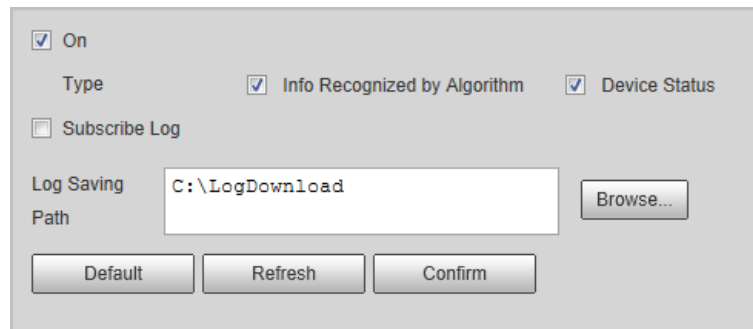 On
Type Info Recognized by Algorithm Device Status
Subscribe Log
Log Saving Path
C:\LogDownload
Browse...
Default Refresh Confirm